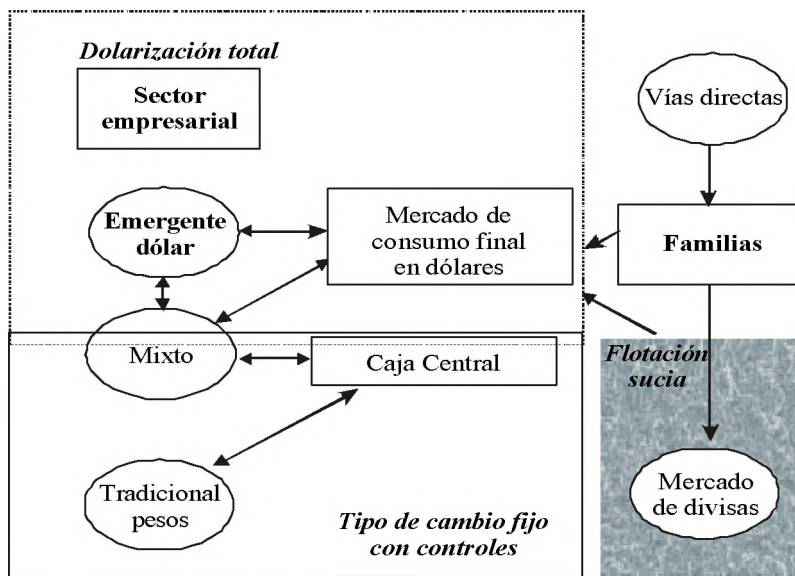 Dolarización total
Sector
empresarial
Vías directas
Emergente
dólar
Mercado de
consumo final
en dólares
Familias
Mixto
Caja Central
Flotación
sucia
Tradicional
pesos
Mercado
de divisas
Tipo de cambio fijo
con controles